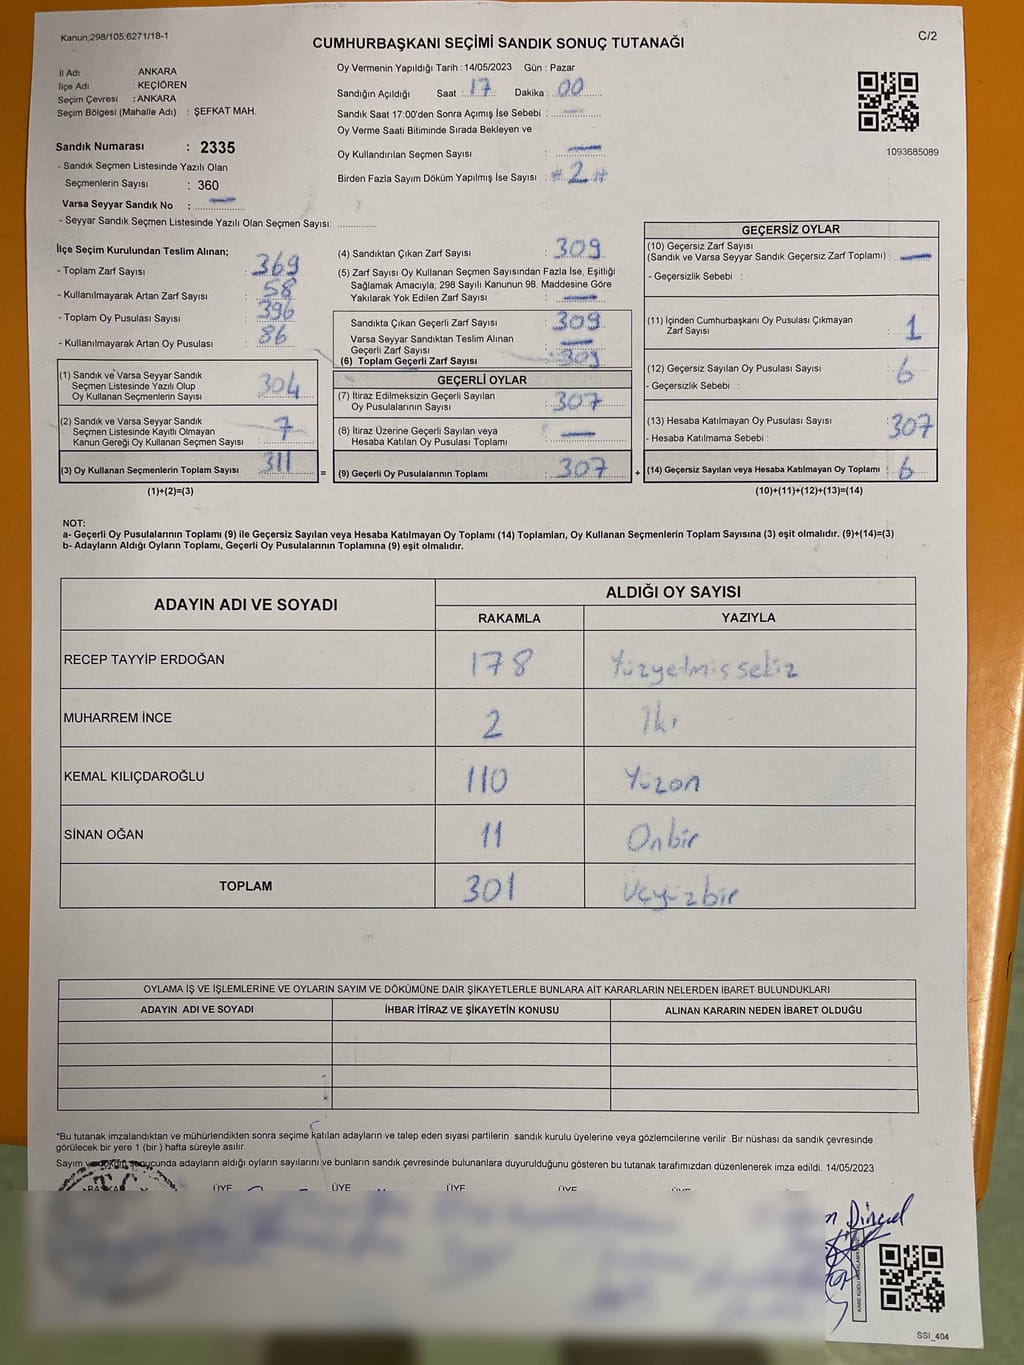 Kanun:298/105,6271/18-1
C/2
CUMHURBAŞKANI SEÇİMİ SANDIK SONUÇ TUTANAĞI
İl Adı : ANKARA
İlçe Adı : KEÇİÖREN
Seçim Çevresi : ANKARA
Seçim Bölgesi (Mahalle Adı) : ŞEFKAT MAH.
Sandık Numarası : 2335
- Sandık Seçmen Listesinde Yazılı Olan
Seçmenlerin Sayısı : 360
Varsa Seyyar Sandık No : —
- Seyyar Sandık Seçmen Listesinde Yazılı Olan Seçmen Sayısı: ............
Oy Vermenin Yapıldığı Tarih :14/05/2023 Gün : Pazar
Sandığın Açıldığı Saat : 17 Dakika : 00
Sandık Saat 17:00'den Sonra Açımış İse Sebebi : —
Oy Verme Saati Bitiminde Sırada Bekleyen ve
Oy Kullandırılan Seçmen Sayısı : —
Birden Fazla Sayım Döküm Yapılmış İse Sayısı : #2#
1093685089
İlçe Seçim Kurulundan Teslim Alınan;
- Toplam Zarf Sayısı : 369
- Kullanılmayarak Artan Zarf Sayısı : 58
- Toplam Oy Pusulası Sayısı : 396
- Kullanılmayarak Artan Oy Pusulası : 86
(1) Sandık ve Varsa Seyyar Sandık
Seçmen Listesinde Yazılı Olup
Oy Kullanan Seçmenlerin Sayısı : 304
(2) Sandık ve Varsa Seyyar Sandık
Seçmen Listesinde Kayıtlı Olmayan
Kanun Gereği Oy Kullanan Seçmen Sayısı : 7
(3) Oy Kullanan Seçmenlerin Toplam Sayısı : 311
(1)+(2)=(3)
(4) Sandıktan Çıkan Zarf Sayısı : 309
(5) Zarf Sayısı Oy Kullanan Seçmen Sayısından Fazla İse, Eşitliği
Sağlamak Amacıyla; 298 Sayılı Kanunun 98. Maddesine Göre
Yakılarak Yok Edilen Zarf Sayısı : —
Sandıkta Çıkan Geçerli Zarf Sayısı : 309
Varsa Seyyar Sandıktan Teslim Alınan
Geçerli Zarf Sayısı : —
(6) Toplam Geçerli Zarf Sayısı : 309
GEÇERLİ OYLAR
(7) İtiraz Edilmeksizin Geçerli Sayılan
Oy Pusulalarının Sayısı : 307
(8) İtiraz Üzerine Geçerli Sayılan veya
Hesaba Katılan Oy Pusulası Toplamı : —
= (9) Geçerli Oy Pusulalarının Toplamı : 307
GEÇERSİZ OYLAR
(10) Geçersiz Zarf Sayısı
(Sandık ve Varsa Seyyar Sandık Geçersiz Zarf Toplamı) : —
- Geçersizlik Sebebi :
(11) İçinden Cumhurbaşkanı Oy Pusulası Çıkmayan
Zarf Sayısı : 1
(12) Geçersiz Sayılan Oy Pusulası Sayısı : 6
- Geçersizlik Sebebi :
(13) Hesaba Katılmayan Oy Pusulası Sayısı : 307
- Hesaba Katılmama Sebebi :
+ (14) Geçersiz Sayılan veya Hesaba Katılmayan Oy Toplamı : 6
(10)+(11)+(12)+(13)=(14)
NOT:
a- Geçerli Oy Pusulalarının Toplamı (9) ile Geçersiz Sayılan veya Hesaba Katılmayan Oy Toplamı (14) Toplamları, Oy Kullanan Seçmenlerin Toplam Sayısına (3) eşit olmalıdır. (9)+(14)=(3)
b- Adayların Aldığı Oyların Toplamı, Geçerli Oy Pusulalarının Toplamına (9) eşit olmalıdır.
ADAYIN ADI VE SOYADI ALDIĞI OY SAYISI
RAKAMLA YAZIYLA
RECEP TAYYİP ERDOĞAN 178 Yüzyetmişsekiz
MUHARREM İNCE 2 İki
KEMAL KILIÇDAROĞLU 110 Yüzon
SİNAN OĞAN 11 Onbir
TOPLAM 301 Üçyüzbir
OYLAMA İŞ VE İŞLEMLERİNE VE OYLARIN SAYIM VE DÖKÜMÜNE DAİR ŞİKAYETLERLE BUNLARA AİT KARARLARIN NELERDEN İBARET BULUNDUKLARI
ADAYIN ADI VE SOYADI İHBAR İTİRAZ VE ŞİKAYETİN KONUSU ALINAN KARARIN NEDEN İBARET OLDUĞU
*Bu tutanak imzalandıktan ve mühürlendikten sonra seçime katılan adayların ve talep eden siyasi partilerin sandık kurulu üyelerine veya gözlemcilerine verilir .Bir nüshası da sandık çevresinde
görülecek bir yere 1 (bir ) hafta süreyle asılır.
Sayım ve döküm sonucunda adayların aldığı oyların sayılarını ve bunların sandık çevresinde bulunanlara duyurulduğunu gösteren bu tutanak tarafımızdan düzenlenerek imza edildi. 14/05/2023
BAŞKAN ÜYE ÜYE ÜYE ÜYE ÜYE
SSI_404